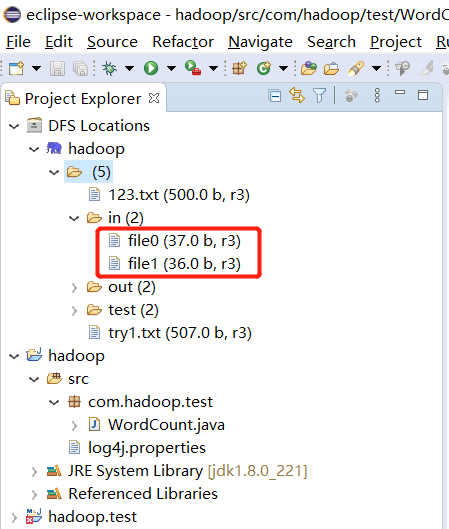 eclipse-workspace - hadoop/src/com/hadoop/test/WordC
File Edit Source Refactor Navigate Search Project
Project Explorer
DFS Locations
hadoop
(5)
123.txt (500.0 b, r3)
in (2)
file0 (37.0 b, r3)
file1 (36.0 b, r3)
out (2)
test (2)
try1.txt (507.0 b, r3)
hadoop
src
com.hadoop.test
WordCount.java
log4j.properties
JRE System Library [jdk1.8.0_221]
Referenced Libraries
hadoop.test